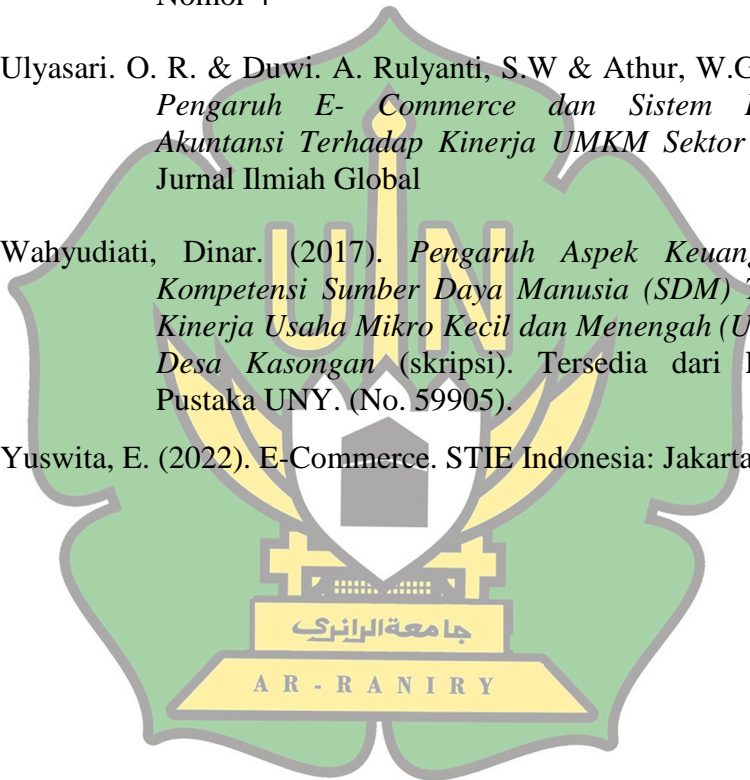 Nomor 4
Ulyasari. O. R. & Duwi. A. Rulyanti, S.W & Athur, W.G
Pengaruh E- Commerce dan Sistem
Akuntansi Terhadap Kinerja UMKM Sektor
Jurnal Ilmiah Global
Wahyudiati, Dinar. (2017). Pengaruh Aspek Keuang
Kompetensi Sumber Daya Manusia (SDM)
Kinerja Usaha Mikro Kecil dan Menengah (U
Desa Kasongan (skripsi). Tersedia dari
Pustaka UNY. (No. 59905).
Yuswita, E. (2022). E-Commerce. STIE Indonesia: Jakarta
UIN
جامعة الرانري
AR-RANIRY